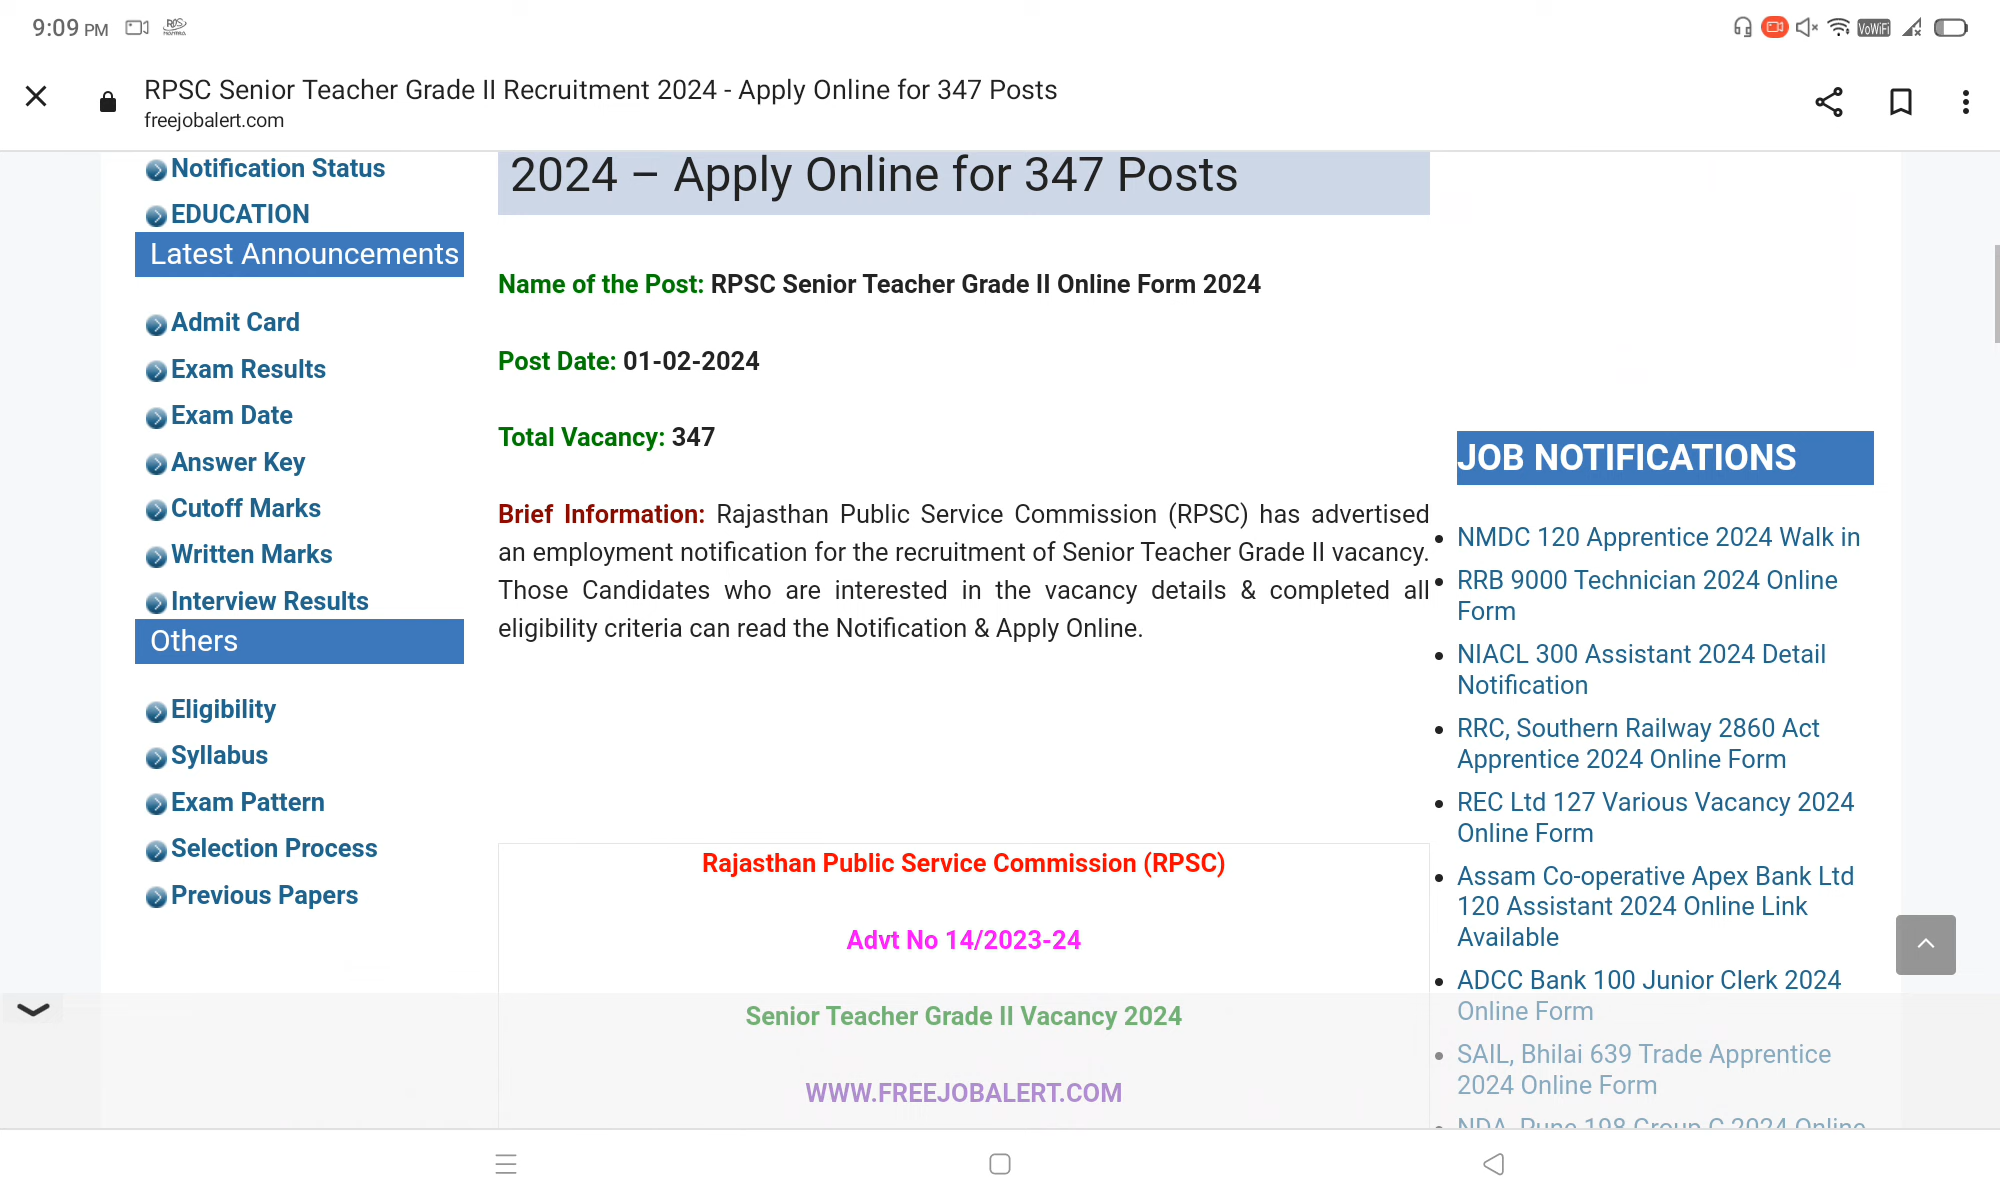 9:09 PM
VoWiFi
RPSC Senior Teacher Grade II Recruitment 2024 - Apply Online for 347 Posts
freejobalert.com
Notification Status
EDUCATION
Latest Announcements
Admit Card
Exam Results
Exam Date
Answer Key
Cutoff Marks
Written Marks
Interview Results
Others
Eligibility
Syllabus
Exam Pattern
Selection Process
Previous Papers
2024 – Apply Online for 347 Posts
Name of the Post: RPSC Senior Teacher Grade II Online Form 2024
Post Date: 01-02-2024
Total Vacancy: 347
Brief Information: Rajasthan Public Service Commission (RPSC) has advertised
an employment notification for the recruitment of Senior Teacher Grade II vacancy.
Those Candidates who are interested in the vacancy details & completed all
eligibility criteria can read the Notification & Apply Online.
Rajasthan Public Service Commission (RPSC)
Advt No 14/2023-24
Senior Teacher Grade II Vacancy 2024
WWW.FREEJOBALERT.COM
JOB NOTIFICATIONS
NMDC 120 Apprentice 2024 Walk in
RRB 9000 Technician 2024 Online
Form
NIACL 300 Assistant 2024 Detail
Notification
RRC, Southern Railway 2860 Act
Apprentice 2024 Online Form
REC Ltd 127 Various Vacancy 2024
Online Form
Assam Co-operative Apex Bank Ltd
120 Assistant 2024 Online Link
Available
ADCC Bank 100 Junior Clerk 2024
Online Form
SAIL, Bhilai 639 Trade Apprentice
2024 Online Form
NDA, Pune 198 Group C 2024 Online